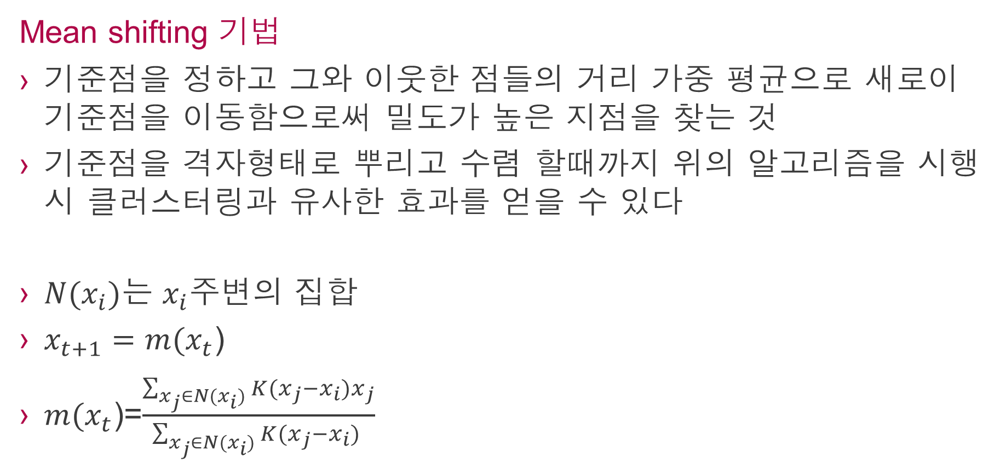 Mean shifting 기법
› 기준점을 정하고 그와 이웃한 점들의 거리 가중 평균으로 새로이
기준점을 이동함으로써 밀도가 높은 지점을 찾는 것
› 기준점을 격자형태로 뿌리고 수렴 할때까지 위의 알고리즘을 시행
시 클러스터링과 유사한 효과를 얻을 수 있다
› $N(x_i)$는 $x_i$주변의 집합
› $x_{t+1} = m(x_t)$
› $m(x_t)=\frac{\sum_{x_j \in N(x_i)} K(x_j-x_i)x_j}{\sum_{x_j \in N(x_i)} K(x_j-x_i)}$